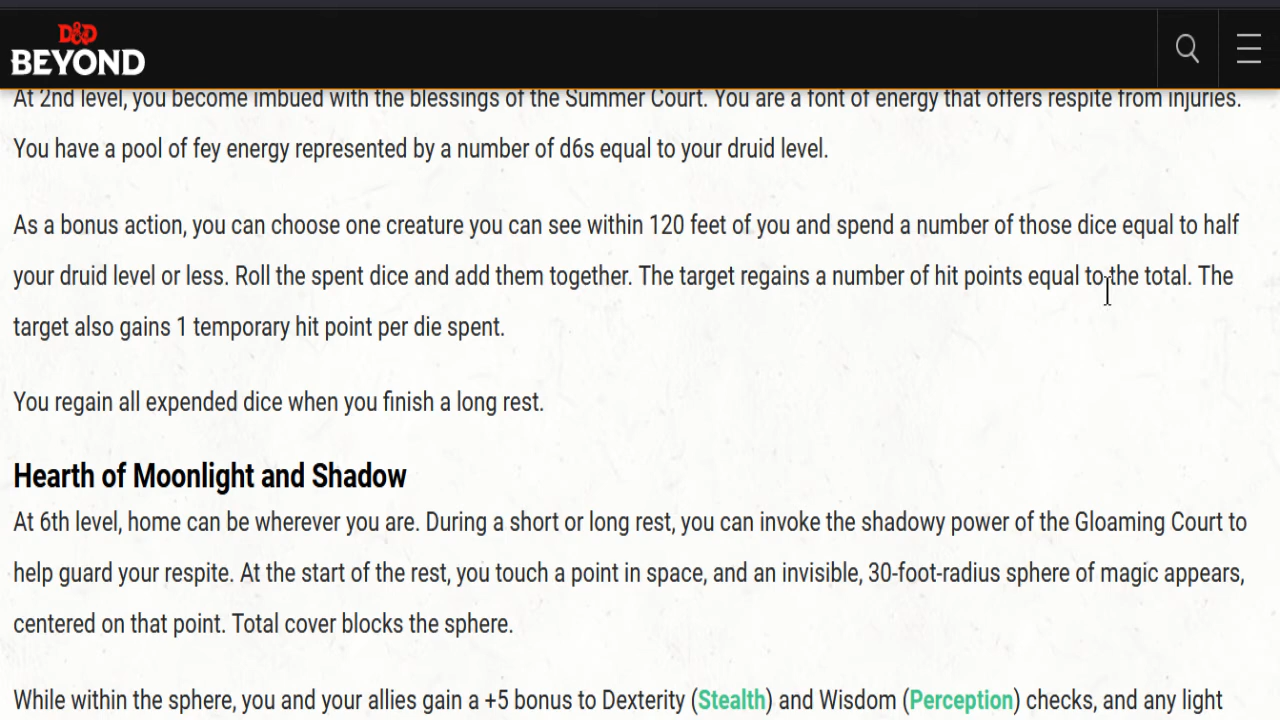 D&D
BEYOND
At 2nd level, you become imbued with the blessings of the Summer Court. You are a font of energy that offers respite from injuries.
You have a pool of fey energy represented by a number of d6s equal to your druid level.
As a bonus action, you can choose one creature you can see within 120 feet of you and spend a number of those dice equal to half
your druid level or less. Roll the spent dice and add them together. The target regains a number of hit points equal to the total. The
target also gains 1 temporary hit point per die spent.
You regain all expended dice when you finish a long rest.
Hearth of Moonlight and Shadow
At 6th level, home can be wherever you are. During a short or long rest, you can invoke the shadowy power of the Gloaming Court to
help guard your respite. At the start of the rest, you touch a point in space, and an invisible, 30-foot-radius sphere of magic appears,
centered on that point. Total cover blocks the sphere.
While within the sphere, you and your allies gain a +5 bonus to Dexterity (Stealth) and Wisdom (Perception) checks, and any light